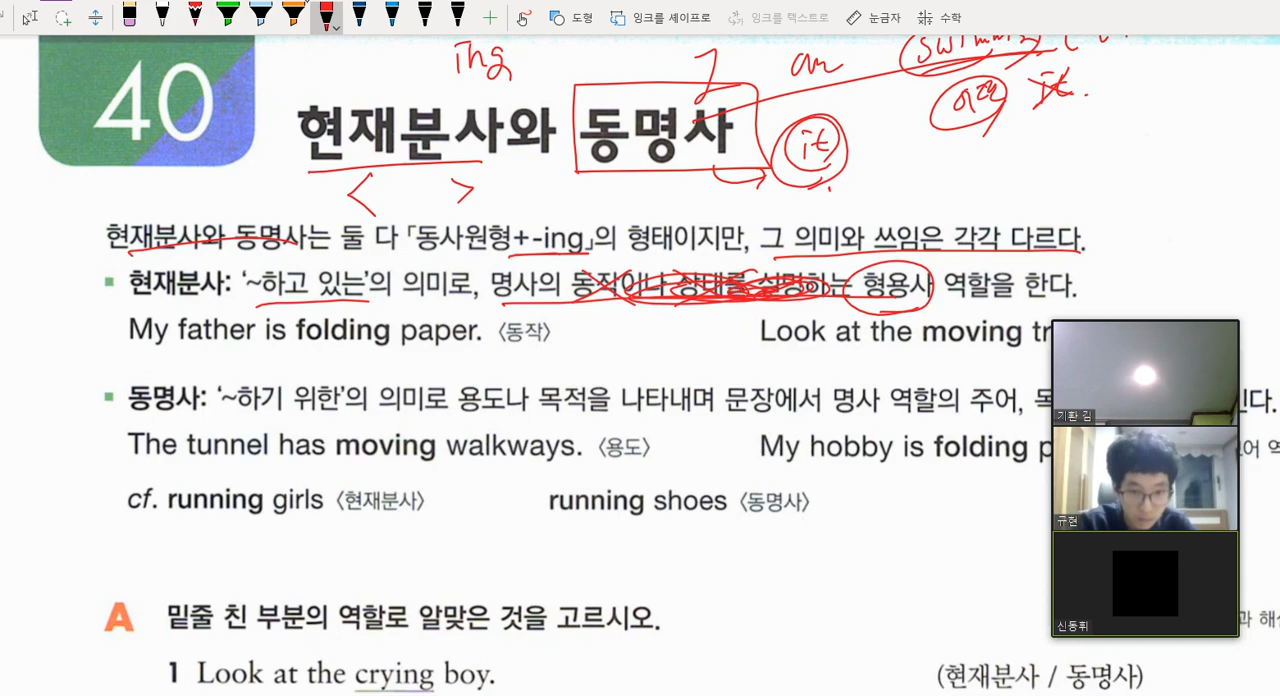 도형 잉크를 셰이프로 잉크를 텍스트로 눈금자 수학
ing
an
swimming
it.
40 현재분사와 동명사
it
현재분사와 동명사는 둘 다 「동사원형+-ing」의 형태이지만, 그 의미와 쓰임은 각각 다르다.
현재분사: ‘~하고 있는’의 의미로, 명사의 동작이나 상태를 설명하는 형용사 역할을 한다.
My father is folding paper. 〈동작〉 Look at the moving
동명사: ‘~하기 위한’의 의미로 용도나 목적을 나타내며 문장에서 명사 역할의 주어,
The tunnel has moving walkways. 〈용도〉 My hobby is folding
cf. running girls 〈현재분사〉 running shoes 〈동명사〉
기환 김
규현
신동휘
A 밑줄 친 부분의 역할로 알맞은 것을 고르시오.
1 Look at the crying boy. (현재분사 / 동명사)